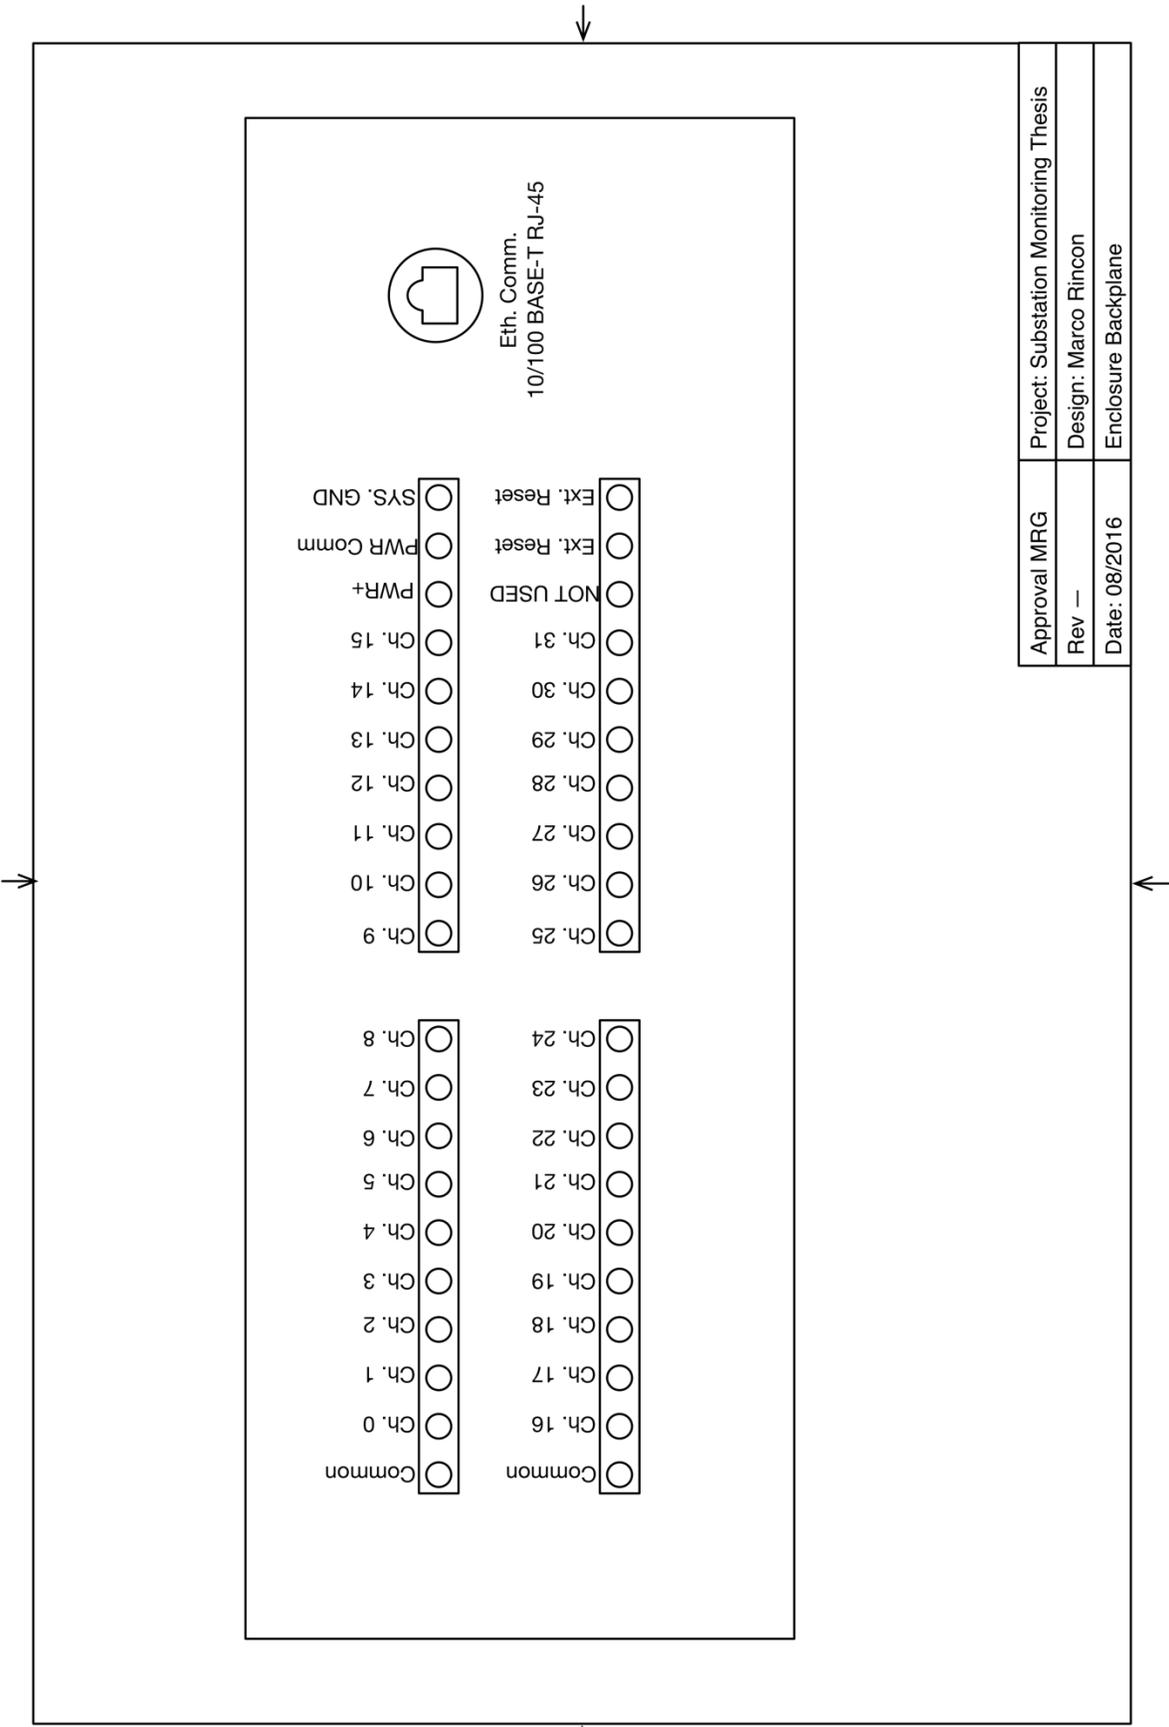 Eth. Comm.
10/100 BASE-T RJ-45
SYS. GND
PWR Comm
PWR+
Ch. 15
Ch. 14
Ch. 13
Ch. 12
Ch. 11
Ch. 10
Ch. 9
Ch. 8
Ch. 7
Ch. 6
Ch. 5
Ch. 4
Ch. 3
Ch. 2
Ch. 1
Ch. 0
Common
Ext. Reset
Ext. Reset
NOT USED
Ch. 31
Ch. 30
Ch. 29
Ch. 28
Ch. 27
Ch. 26
Ch. 25
Ch. 24
Ch. 23
Ch. 22
Ch. 21
Ch. 20
Ch. 19
Ch. 18
Ch. 17
Ch. 16
Common
Approval MRG
Project: Substation Monitoring Thesis
Rev —
Design: Marco Rincon
Date: 08/2016
Enclosure Backplane